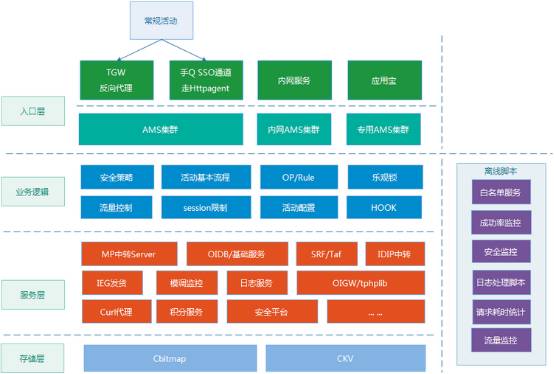 常规活动
TGW
反向代理
手Q SSO通道
走Httpagent
内网服务
应用宝
入口层
AMS集群
内网AMS集群
专用AMS集群
业务逻辑
安全策略
活动基本流程
OP/Rule
乐观锁
流量控制
session限制
活动配置
HOOK
服务层
MP中转Server
OIDB/基础服务
SRF/Taf
IDIP中转
IEG发货
模调监控
日志服务
OIGW/tphplib
Curl代理
积分服务
安全平台
... ...
存储层
Cbitmap
CKV
离线脚本
白名单服务
成功率监控
安全监控
日志处理脚本
请求耗时统计
流量监控